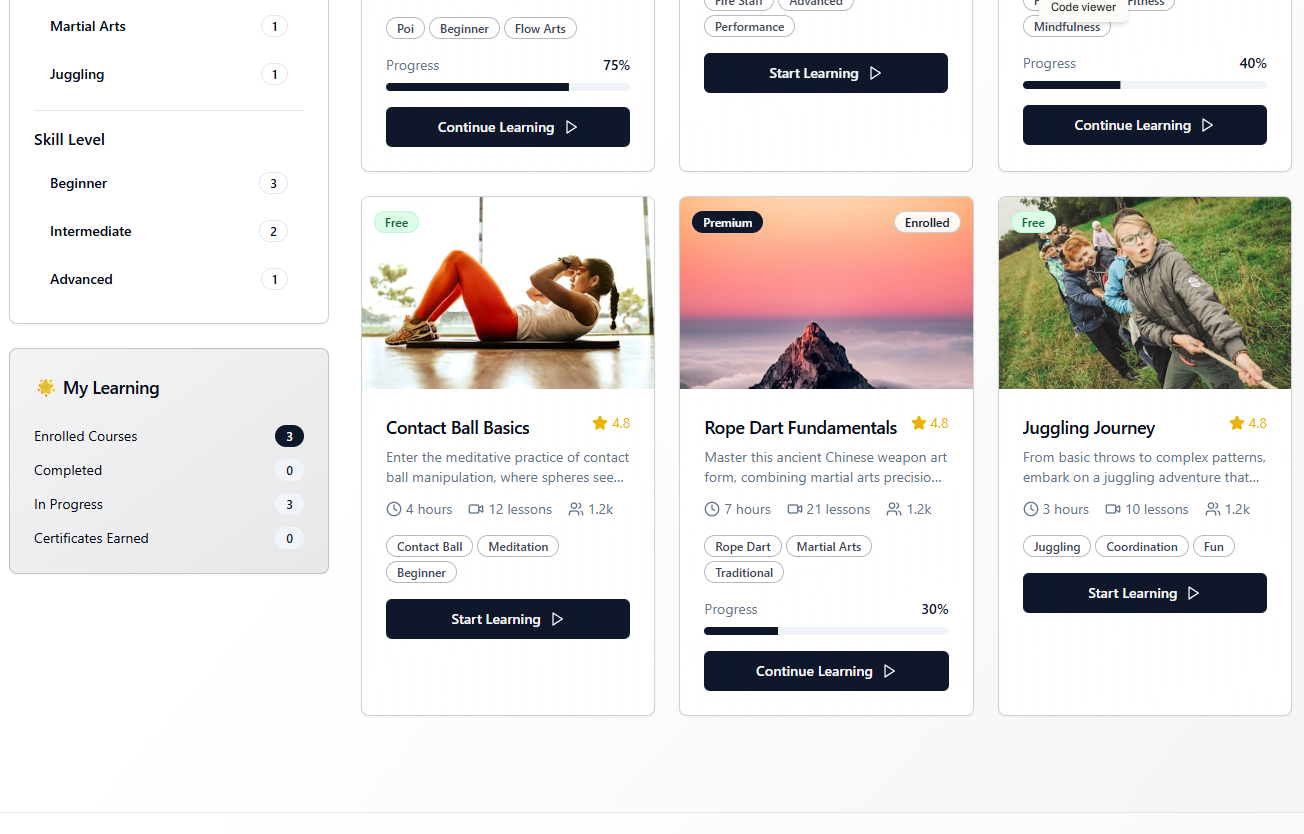 Martial Arts
1
Juggling
1
Skill Level
Beginner
3
Intermediate
2
Advanced
1
My Learning
Enrolled Courses
3
Completed
0
In Progress
3
Certificates Earned
0
Poi
Beginner
Flow Arts
Progress
75%
Continue Learning
Fire Staff
Advanced
Performance
Start Learning
Code viewer
Fitness
Mindfulness
Progress
40%
Continue Learning
Free
Contact Ball Basics
4.8
Enter the meditative practice of contact
ball manipulation, where spheres see...
4 hours
12 lessons
1.2k
Contact Ball
Meditation
Beginner
Start Learning
Premium
Enrolled
Rope Dart Fundamentals
4.8
Master this ancient Chinese weapon art
form, combining martial arts precisio...
7 hours
21 lessons
1.2k
Rope Dart
Martial Arts
Traditional
Progress
30%
Continue Learning
Free
Juggling Journey
4.8
From basic throws to complex patterns,
embark on a juggling adventure that...
3 hours
10 lessons
1.2k
Juggling
Coordination
Fun
Start Learning